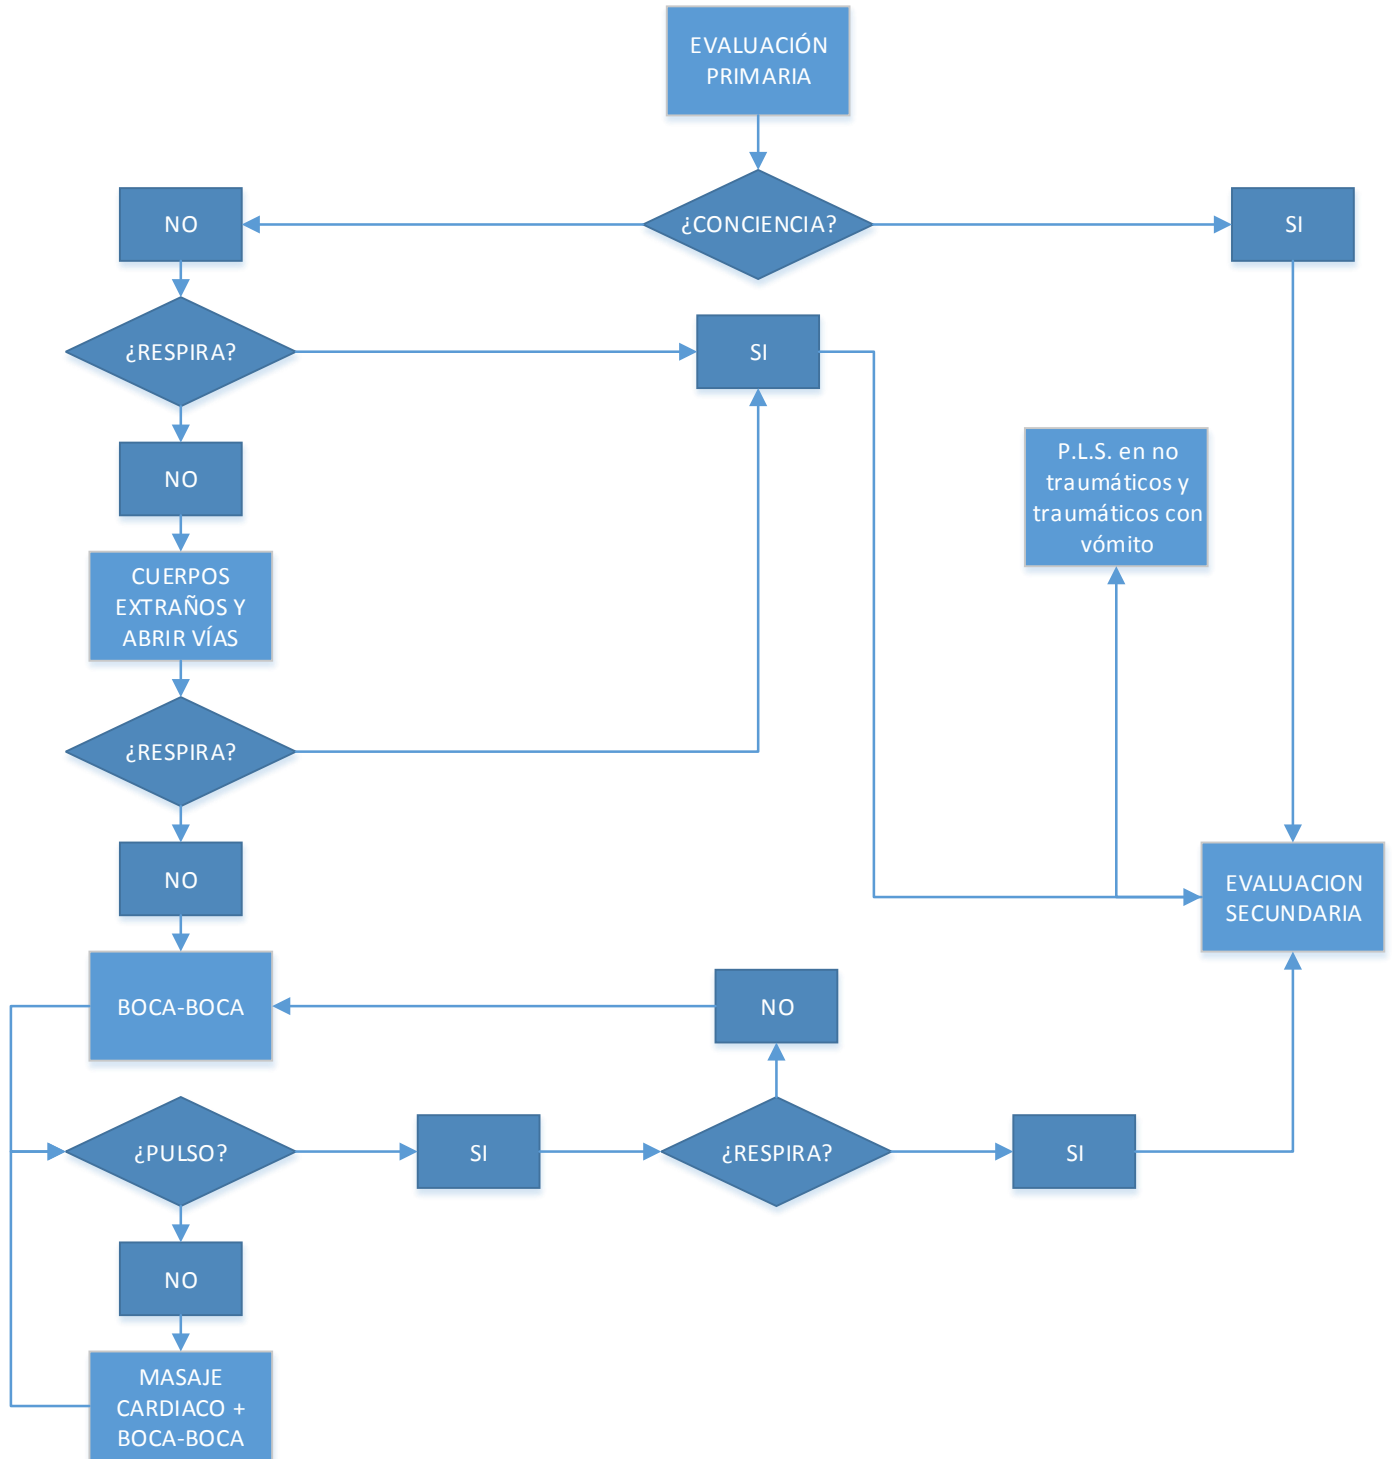 EVALUACIÓN
PRIMARIA
NO
¿CONCIENCIA?
SI
¿RESPIRA?
SI
NO
P.L.S. en no
traumáticos y
traumáticos con
vómito
CUERPOS
EXTRAÑOS Y
ABRIR VÍAS
¿RESPIRA?
NO
EVALUACION
SECUNDARIA
BOCA-BOCA
NO
¿PULSO?
SI
¿RESPIRA?
SI
NO
MASAJE
CARDIACO +
BOCA-BOCA